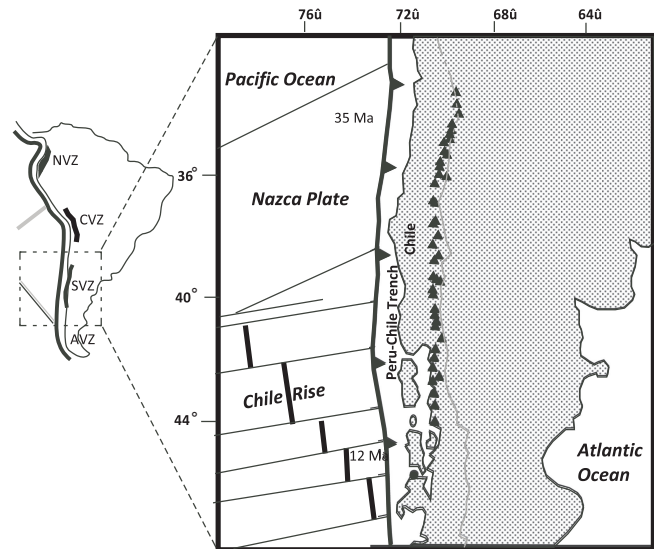 76û 72û 68û 64û
Pacific Ocean
35 Ma
NVZ
36°
Nazca Plate
CVZ
Chile
SVZ
40°
Peru-Chile Trench
AVZ
Chile Rise
44°
12 Ma
Atlantic
Ocean